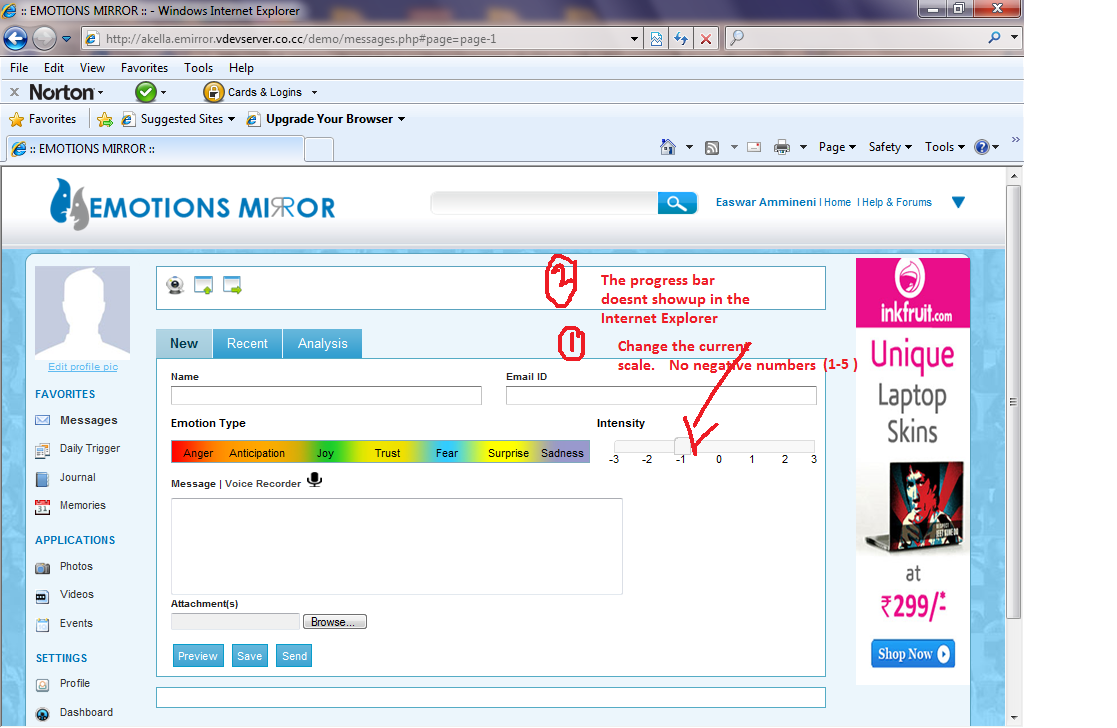 :: EMOTIONS MIRROR :: - Windows Internet Explorer
http://akella.emirror.vdevserver.co.cc/demo/messages.php#page=page-1
File Edit View Favorites Tools Help
x Norton Cards & Logins
Favorites Suggested Sites Upgrade Your Browser
:: EMOTIONS MIRROR :: Page Safety Tools
EMOTIONS MIRROR
Easwar Ammineni | Home | Help & Forums
2 The progress bar
doesnt showup in the
Internet Explorer
1 Change the current
scale. No negative numbers (1-5 )
New Recent Analysis
Name Email ID
Emotion Type Intensity
Anger Anticipation Joy Trust Fear Surprise Sadness
-3 -2 -1 0 1 2 3
Message | Voice Recorder
Attachment(s)
Browse...
Preview Save Send
Edit profile pic
FAVORITES
Messages
Daily Trigger
Journal
31 Memories
APPLICATIONS
Photos
Videos
Events
SETTINGS
Profile
Dashboard
inkfruit.com
Unique
Laptop
Skins
at
₹299/-*
Shop Now